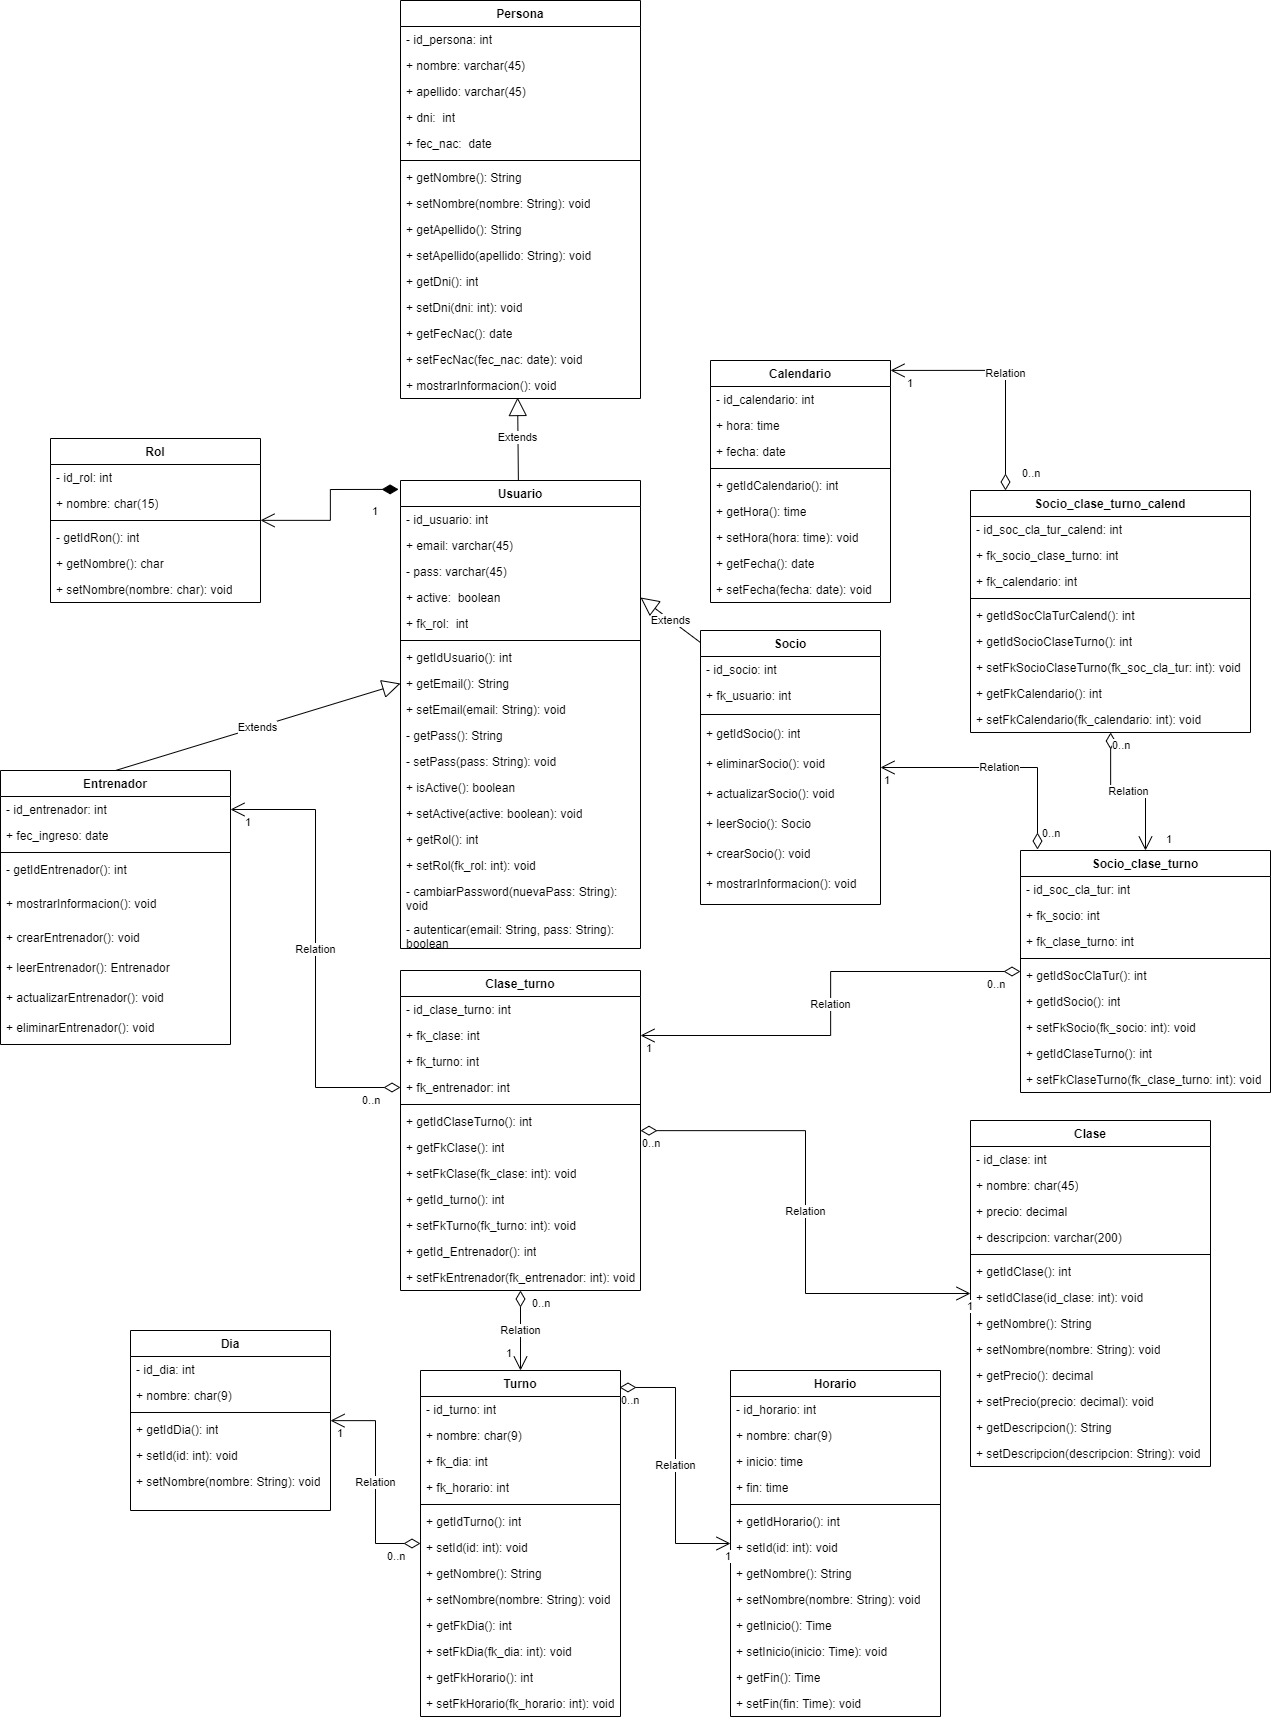 Persona
- id_persona: int
+ nombre: varchar(45)
+ apellido: varchar(45)
+ dni:  int
+ fec_nac:  date
+ getNombre(): String
+ setNombre(nombre: String): void
+ getApellido(): String
+ setApellido(apellido: String): void
+ getDni(): int
+ setDni(dni: int): void
+ getFecNac(): date
+ setFecNac(fec_nac: date): void
+ mostrarInformacion(): void
Extends
Rol
- id_rol: int
+ nombre: char(15)
- getIdRon(): int
+ getNombre(): char
+ setNombre(nombre: char): void
1
Usuario
- id_usuario: int
+ email: varchar(45)
- pass: varchar(45)
+ active:  boolean
+ fk_rol:  int
+ getIdUsuario(): int
+ getEmail(): String
+ setEmail(email: String): void
- getPass(): String
- setPass(pass: String): void
+ isActive(): boolean
+ setActive(active: boolean): void
+ getRol(): int
+ setRol(fk_rol: int): void
- cambiarPassword(nuevaPass: String):
void
- autenticar(email: String, pass: String):
boolean
Calendario
- id_calendario: int
+ hora: time
+ fecha: date
+ getIdCalendario(): int
+ getHora(): time
+ setHora(hora: time): void
+ getFecha(): date
+ setFecha(fecha: date): void
1
Relation
0..n
Socio_clase_turno_calend
- id_soc_cla_tur_calend: int
+ fk_socio_clase_turno: int
+ fk_calendario: int
+ getIdSocClaTurCalend(): int
+ getIdSocioClaseTurno(): int
+ setFkSocioClaseTurno(fk_soc_cla_tur: int): void
+ getFkCalendario(): int
+ setFkCalendario(fk_calendario: int): void
0..n
Relation
1
Extends
Socio
- id_socio: int
+ fk_usuario: int
+ getIdSocio(): int
+ eliminarSocio(): void
+ actualizarSocio(): void
+ leerSocio(): Socio
+ crearSocio(): void
+ mostrarInformacion(): void
1
Relation
0..n
Socio_clase_turno
- id_soc_cla_tur: int
+ fk_socio: int
+ fk_clase_turno: int
+ getIdSocClaTur(): int
+ getIdSocio(): int
+ setFkSocio(fk_socio: int): void
+ getIdClaseTurno(): int
+ setFkClaseTurno(fk_clase_turno: int): void
0..n
Relation
1
Extends
Entrenador
- id_entrenador: int
+ fec_ingreso: date
- getIdEntrenador(): int
+ mostrarInformacion(): void
+ crearEntrenador(): void
+ leerEntrenador(): Entrenador
+ actualizarEntrenador(): void
+ eliminarEntrenador(): void
1
Relation
0..n
Clase_turno
- id_clase_turno: int
+ fk_clase: int
+ fk_turno: int
+ fk_entrenador: int
+ getIdClaseTurno(): int
+ getFkClase(): int
+ setFkClase(fk_clase: int): void
+ getId_turno(): int
+ setFkTurno(fk_turno: int): void
+ getId_Entrenador(): int
+ setFkEntrenador(fk_entrenador: int): void
0..n
Relation
1
Clase
- id_clase: int
+ nombre: char(45)
+ precio: decimal
+ descripcion: varchar(200)
+ getIdClase(): int
+ setIdClase(id_clase: int): void
+ getNombre(): String
+ setNombre(nombre: String): void
+ getPrecio(): decimal
+ setPrecio(precio: decimal): void
+ getDescripcion(): String
+ setDescripcion(descripcion: String): void
0..n
Relation
1
Dia
- id_dia: int
+ nombre: char(9)
+ getIdDia(): int
+ setId(id: int): void
+ setNombre(nombre: String): void
1
Relation
0..n
Turno
- id_turno: int
+ nombre: char(9)
+ fk_dia: int
+ fk_horario: int
+ getIdTurno(): int
+ setId(id: int): void
+ getNombre(): String
+ setNombre(nombre: String): void
+ getFkDia(): int
+ setFkDia(fk_dia: int): void
+ getFkHorario(): int
+ setFkHorario(fk_horario: int): void
0..n
Relation
1
Horario
- id_horario: int
+ nombre: char(9)
+ inicio: time
+ fin: time
+ getIdHorario(): int
+ setId(id: int): void
+ getNombre(): String
+ setNombre(nombre: String): void
+ getInicio(): Time
+ setInicio(inicio: Time): void
+ getFin(): Time
+ setFin(fin: Time): void